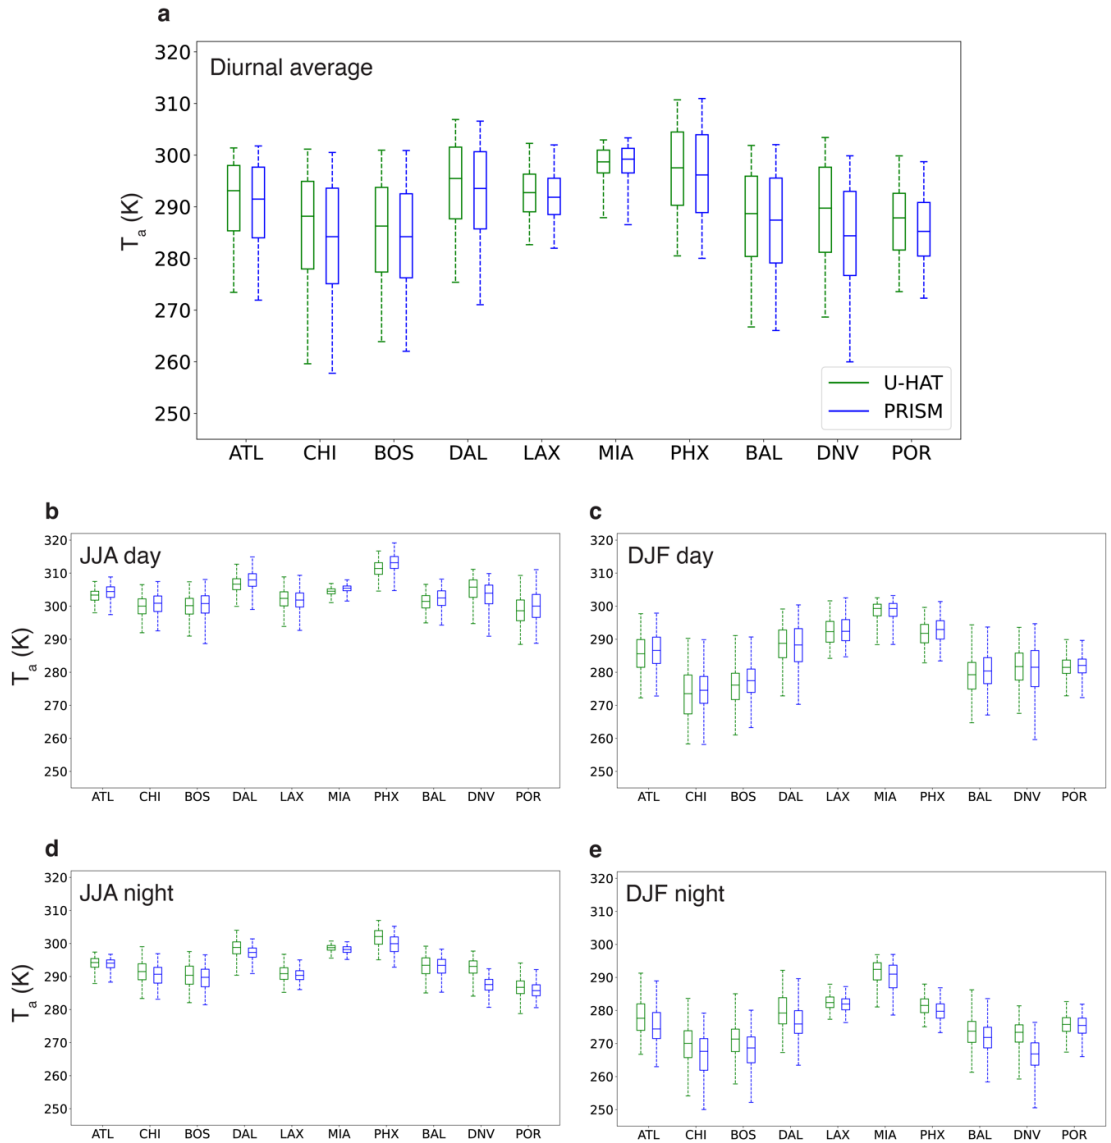 a
Diurnal average
320
310
300
290
280
270
260
250
T_a (K)
U-HAT
PRISM
ATL CHI BOS DAL LAX MIA PHX BAL DNV POR
b
JJA day
320
310
300
290
280
270
260
250
T_a (K)
ATL CHI BOS DAL LAX MIA PHX BAL DNV POR
c
DJF day
320
310
300
290
280
270
260
250
ATL CHI BOS DAL LAX MIA PHX BAL DNV POR
d
JJA night
320
310
300
290
280
270
260
250
T_a (K)
ATL CHI BOS DAL LAX MIA PHX BAL DNV POR
e
DJF night
320
310
300
290
280
270
260
250
ATL CHI BOS DAL LAX MIA PHX BAL DNV POR